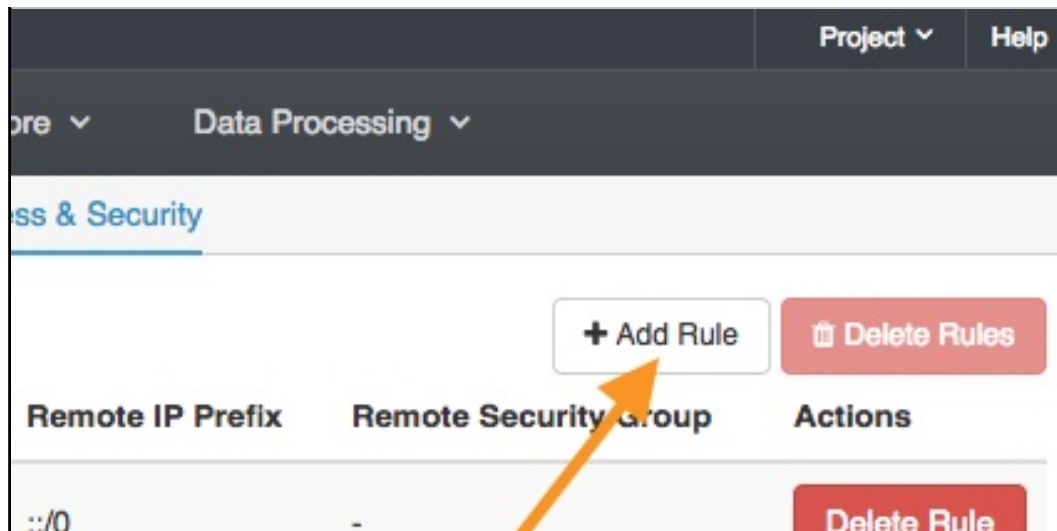 Project Help
ore Data Processing
ess & Security
+ Add Rule Delete Rules
Remote IP Prefix Remote Security Group Actions
::/0 - Delete Rule